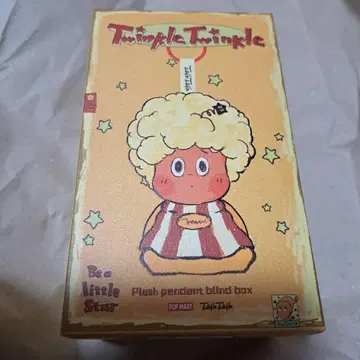 Twinkle Twinkle
Be a
little
Star
Plush pendant blind box
POP MART